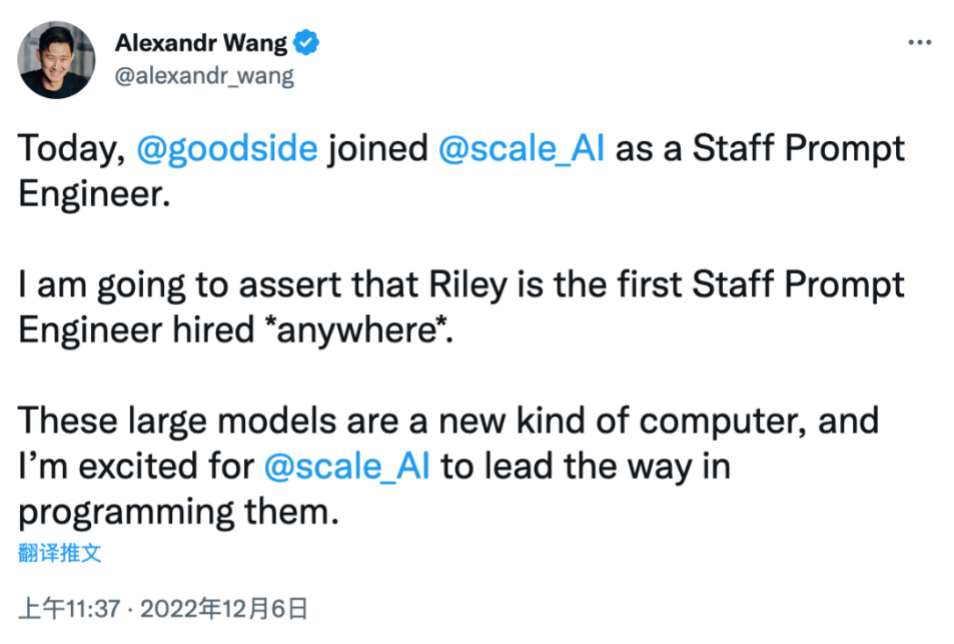 Alexandr Wang
@alexandr_wang
Today, @goodside joined @scale_AI as a Staff Prompt
Engineer.
I am going to assert that Riley is the first Staff Prompt
Engineer hired *anywhere*.
These large models are a new kind of computer, and
I’m excited for @scale_AI to lead the way in
programming them.
翻译推文
上午11:37 · 2022年12月6日